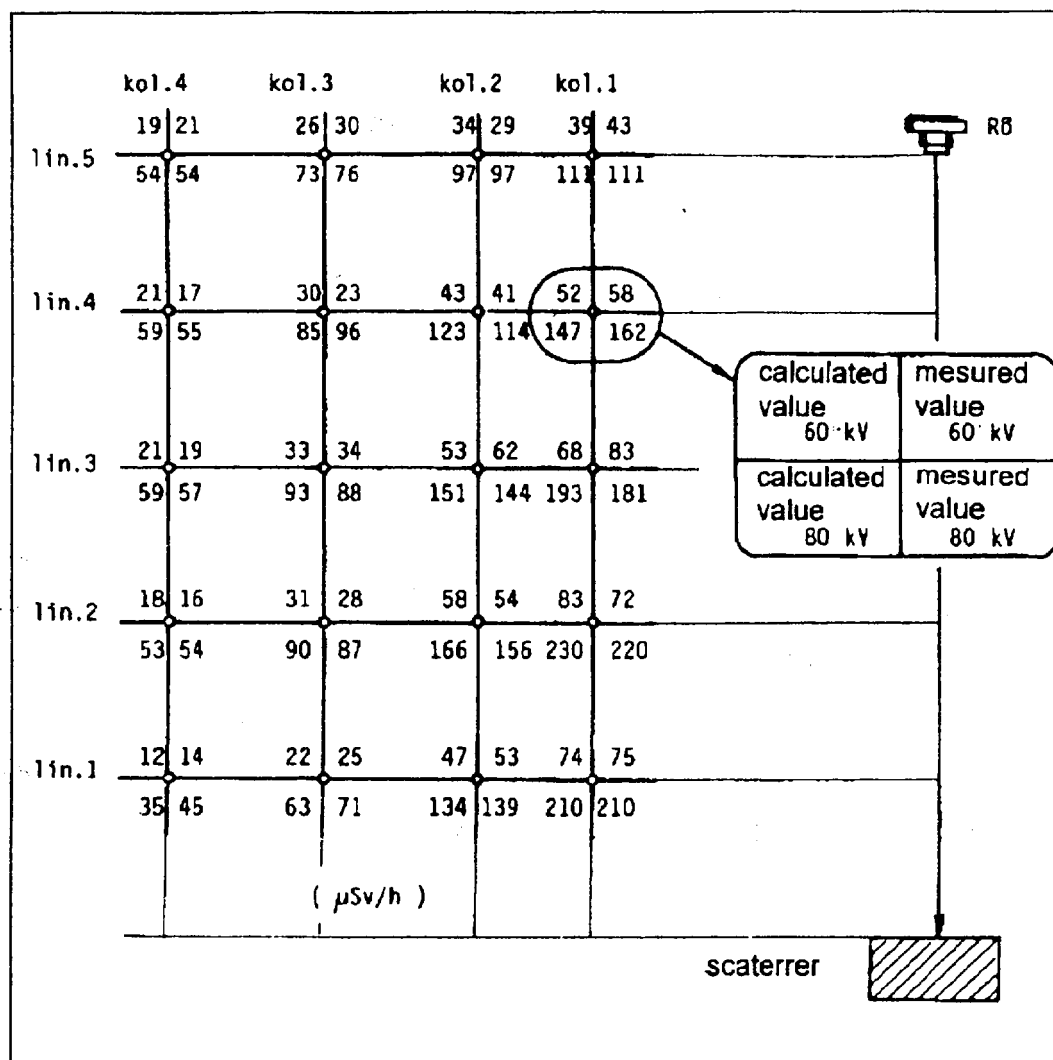 kol.4 kol.3 kol.2 kol.1
19 21 26 30 34 29 39 43 RB
lin.5
54 54 73 76 97 97 111 111
21 17 30 23 43 41 52 58
lin.4
59 55 85 96 123 114 147 162
calculated value 60 kV
mesured value 60 kV
21 19 33 34 53 62 68 83
lin.3
59 57 93 88 151 144 193 181
calculated value 80 kV
mesured value 80 kV
18 16 31 28 58 54 83 72
lin.2
53 54 90 87 166 156 230 220
12 14 22 25 47 53 74 75
lin.1
35 45 63 71 134 139 210 210
( µSv/h )
scaterrer